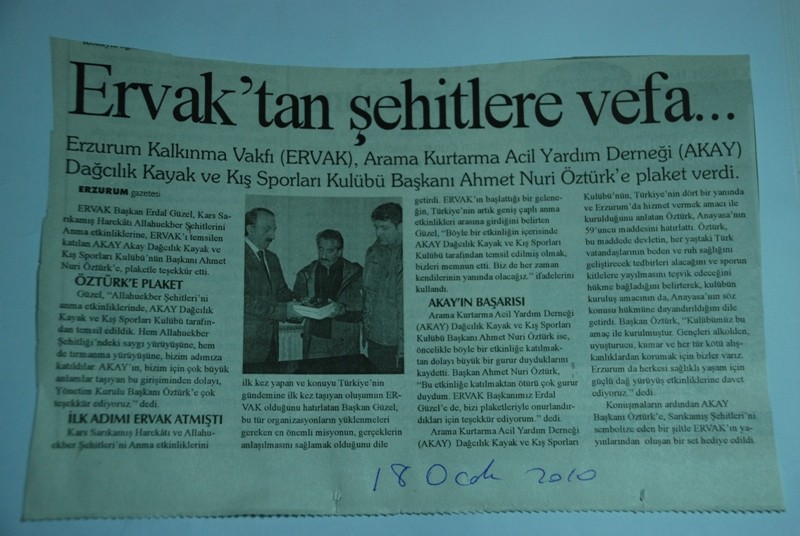 Ervak'tan şehitlere vefa...
Erzurum Kalkınma Vakfı (ERVAK), Arama Kurtarma Acil Yardım Derneği (AKAY)
Dağcılık Kayak ve Kış Sporları Kulübü Başkanı Ahmet Nuri Öztürk'e plaket verdi.
ERZURUM gazetesi
ERVAK Başkan Erdal Güzel, Kars Sa-
rıkamış Harekâtı Allahuekber Şehitlerini
Anma etkinliklerine, ERVAK'ı temsilen
katılan AKAY Akay Dağcılık Kayak ve
Kış Sporları Kulübü'nün Başkanı Ahmet
Nuri Öztürk'e, plaketle teşekkür etti.
ÖZTÜRK'E PLAKET
Güzel, "Allahuekber Şehitleri'ni
anma etkinliklerinde, AKAY Dağcılık
Kayak ve Kış Sporları Kulübü tarafın-
dan temsil edildik. Hem Allahuekber
Şehitliği'ndeki saygı yürüyüşüne, hem
de tırmanma yürüyüşüne, bizim adımıza
katıldılar. AKAY'ın, bizim için çok büyük
anlamlar taşıyan bu girişiminden dolayı,
Yönetim Kurulu Başkanı Öztürk'e çok
teşekkür ediyoruz." dedi.
İLK ADIMI ERVAK ATMIŞTI
Kars Sarıkamış Harekâtı ve Allahu-
ekber Şehitleri'ni Anma etkinliklerini
ilk kez yapan ve konuyu Türkiye'nin
gündemine ilk kez taşıyan oluşumun ER-
VAK olduğunu hatırlatan Başkan Güzel,
bu tür organizasyonların yüklenmeleri
gereken en önemli misyonun, gerçeklerin
anlaşılmasını sağlamak olduğunu dile
getirdi. ERVAK'ın başlattığı bir gelene-
ğin, Türkiye'nin artık geniş çaplı anma
etkinlikleri arasına girdiğini belirten
Güzel, "Böyle bir etkinliğin içerisinde
AKAY Dağcılık Kayak ve Kış Sporları
Kulübü tarafından temsil edilmiş olmak,
bizleri memnun etti. Biz de her zaman
kendilerinin yanında olacağız." ifadelerini
kullandı.
AKAY'IN BAŞARISI
Arama Kurtarma Acil Yardım Derneği
(AKAY) Dağcılık Kayak ve Kış Sporları
Kulübü Başkanı Ahmet Nuri Öztürk ise,
öncelikle böyle bir etkinliğe katılmak-
tan dolayı büyük bir gurur duyduklarını
kaydetti. Başkan Ahmet Nuri Öztürk,
"Bu etkinliğe katılmaktan ötürü çok gurur
duydum. ERVAK Başkanımız Erdal
Güzel'e de, bizi plaketleriyle onurlandır-
dıkları için teşekkür ediyorum." dedi.
Arama Kurtarma Acil Yardım Derneği
(AKAY) Dağcılık Kayak ve Kış Sporları
Kulübü'nün, Türkiye'nin dört bir yanında
ve Erzurum'da hizmet vermek amacı ile
kurulduğunu anlatan Öztürk, Anayasa'nın
59'uncu maddesini hatırlattı. Öztürk,
bu maddede devletin, her yaştaki Türk
vatandaşlarının beden ve ruh sağlığını
geliştirecek tedbirleri alacağını ve sporun
kitlelere yayılmasını teşvik edeceğini
hükme bağladığını belirterek, kulübün
kuruluş amacının da, Anayasa'nın söz
konusu hükmüne dayandırıldığını dile
getirdi. Başkan Öztürk, "Kulübümüz bu
amaç ile kurulmuştur. Gençleri alkolden,
uyuşturucu, kumar ve her tür kötü alış-
kanlıklardan korumak için bizler varız.
Erzurum da herkesi sağlıklı yaşam için
güçlü dağ yürüyüş etkinliklerine davet
ediyoruz." dedi.
Konuşmaların ardından AKAY
Başkanı Öztürk'e, Sarıkamış Şehitleri'ni
sembolize eden bir şiltle ERVAK'ın ya-
yınlarından oluşan bir set hediye edildi.
18 Ocak 2010